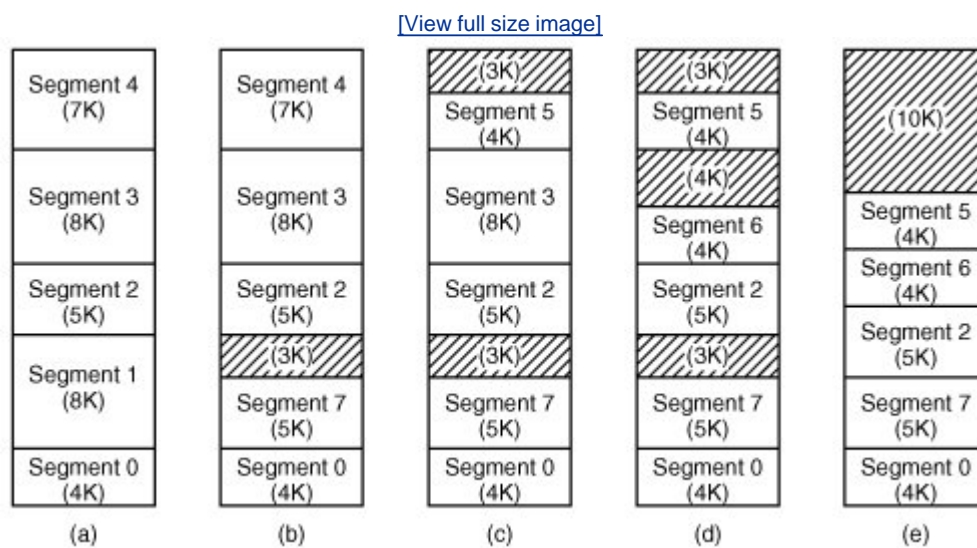 [View full size image]
Segment 4
(7K)
Segment 3
(8K)
Segment 2
(5K)
Segment 1
(8K)
Segment 0
(4K)
(a)
Segment 4
(7K)
Segment 3
(8K)
Segment 2
(5K)
(3K)
Segment 7
(5K)
Segment 0
(4K)
(b)
(3K)
Segment 5
(4K)
Segment 3
(8K)
Segment 2
(5K)
(3K)
Segment 7
(5K)
Segment 0
(4K)
(c)
(3K)
Segment 5
(4K)
(4K)
Segment 6
(4K)
Segment 2
(5K)
(3K)
Segment 7
(5K)
Segment 0
(4K)
(d)
(10K)
Segment 5
(4K)
Segment 6
(4K)
Segment 2
(5K)
Segment 7
(5K)
Segment 0
(4K)
(e)